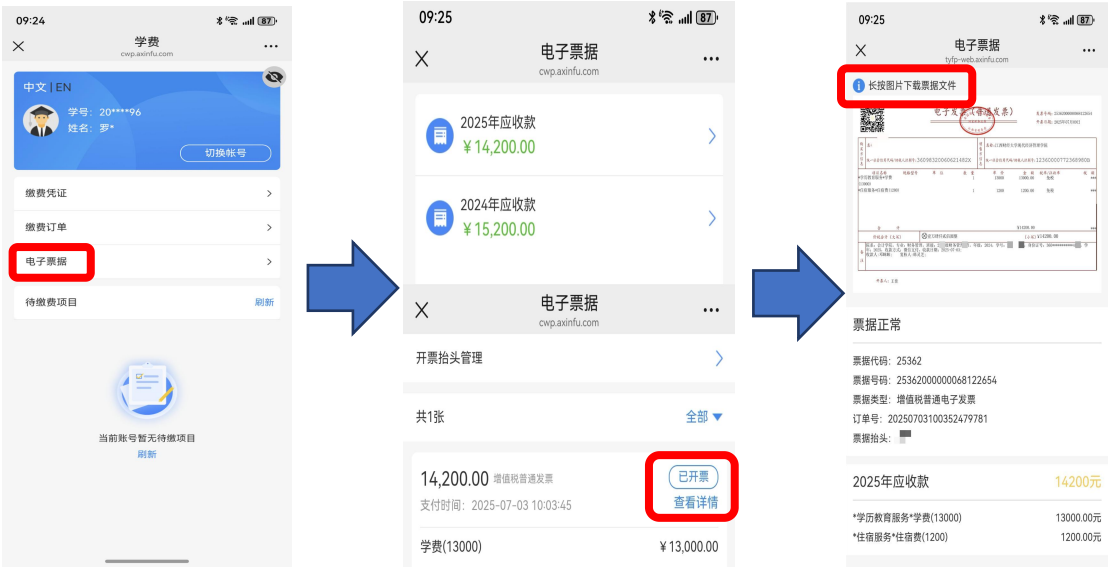 09:24
87
学费
cwp.axinfu.com
中文 | EN
学号: 20****96
姓名: 罗*
切换帐号
缴费凭证
缴费订单
电子票据
待缴费项目
刷新
当前账号暂无待缴项目
刷新
09:25
87
电子票据
cwp.axinfu.com
2025年应收款
¥14,200.00
2024年应收款
¥15,200.00
电子票据
cwp.axinfu.com
开票抬头管理
共1张
全部
14,200.00 增值税普通发票
已开票
支付时间: 2025-07-03 10:03:45
查看详情
学费(13000)
¥13,000.00
09:25
87
电子票据
tyfp-web.axinfu.com
长按图片下载票据文件
电子发票(普通发票)
票据正常
票据代码: 25362
票据号码: 25362000000068122654
票据类型: 增值税普通电子发票
订单号: 20250703100352479781
票据抬头:
2025年应收款
14200元
*学历教育服务*学费(13000)
13000.00元
*住宿服务*住宿费(1200)
1200.00元